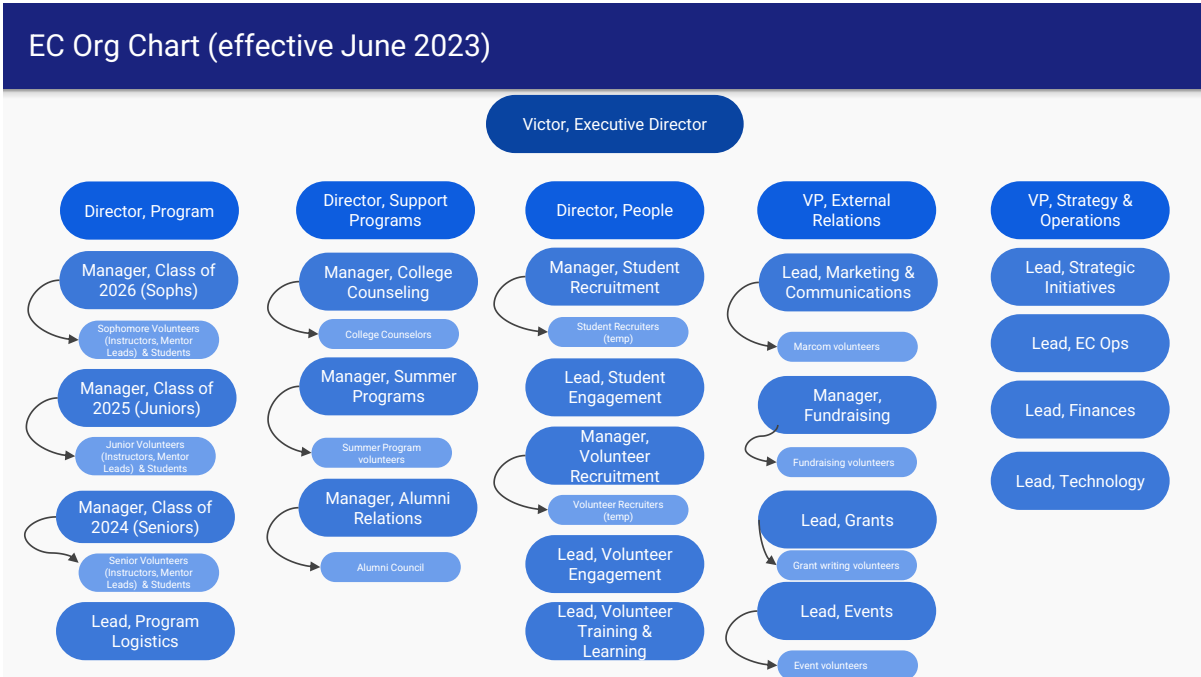 EC Org Chart (effective June 2023)
Victor, Executive Director
Director, Program
Manager, Class of
2026 (Sophs)
Sophomore Volunteers
(Instructors, Mentor
Leads)  & Students
Manager, Class of
2025 (Juniors)
Junior Volunteers
(Instructors, Mentor
Leads)  & Students
Manager, Class of
2024 (Seniors)
Senior Volunteers
(Instructors, Mentor
Leads)  & Students
Lead, Program
Logistics
Director, Support
Programs
Manager, College
Counseling
College Counselors
Manager, Summer
Programs
Summer Program
volunteers
Manager, Alumni
Relations
Alumni Council
Director, People
Manager, Student
Recruitment
Student Recruiters
(temp)
Lead, Student
Engagement
Manager,
Volunteer
Recruitment
Volunteer Recruiters
(temp)
Lead, Volunteer
Engagement
Lead, Volunteer
Training &
Learning
VP, External
Relations
Lead, Marketing &
Communications
Marcom volunteers
Manager,
Fundraising
Fundraising volunteers
Lead, Grants
Grant writing volunteers
Lead, Events
Event volunteers
VP, Strategy &
Operations
Lead, Strategic
Initiatives
Lead, EC Ops
Lead, Finances
Lead, Technology